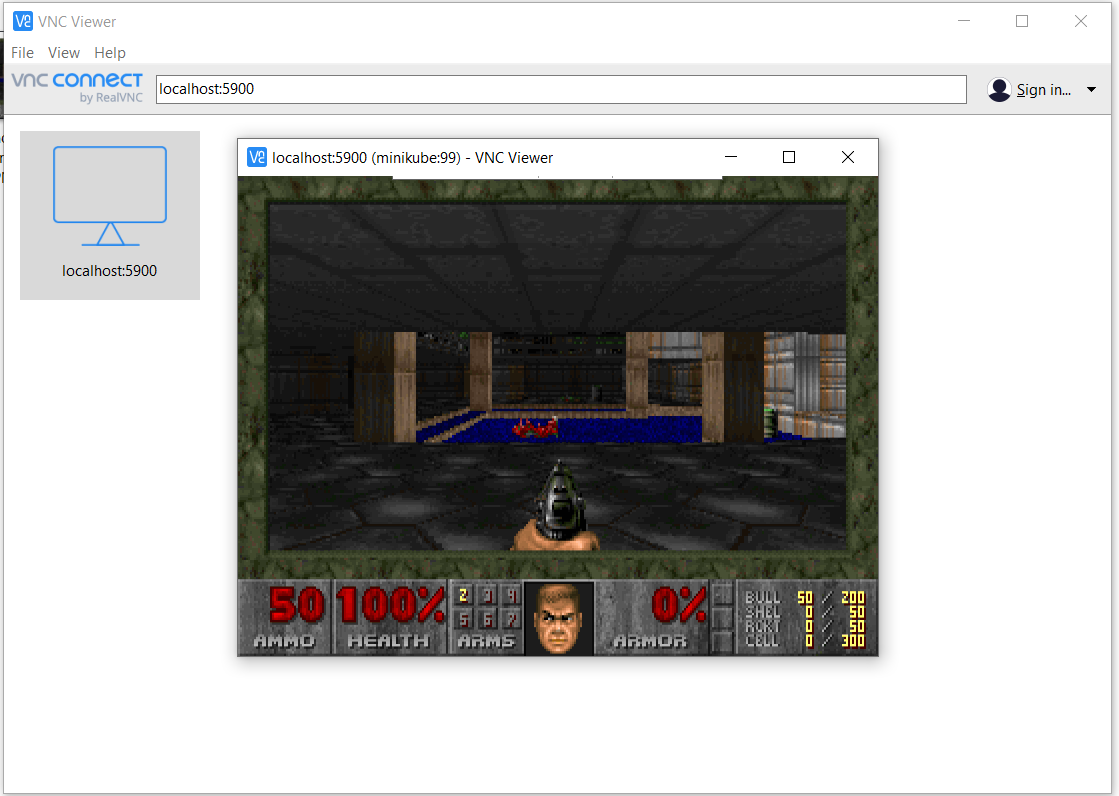 VNC Viewer
File View Help
vnc connect
by RealVNC
localhost:5900
Sign in...
localhost:5900
localhost:5900 (minikube:99) - VNC Viewer
50 100% 2 3 4 0% BULL 50 / 200
5 6 7 SHEL 0 / 50
RCKT 0 / 50
AMMO HEALTH ARMS ARMOR CELL 0 / 300